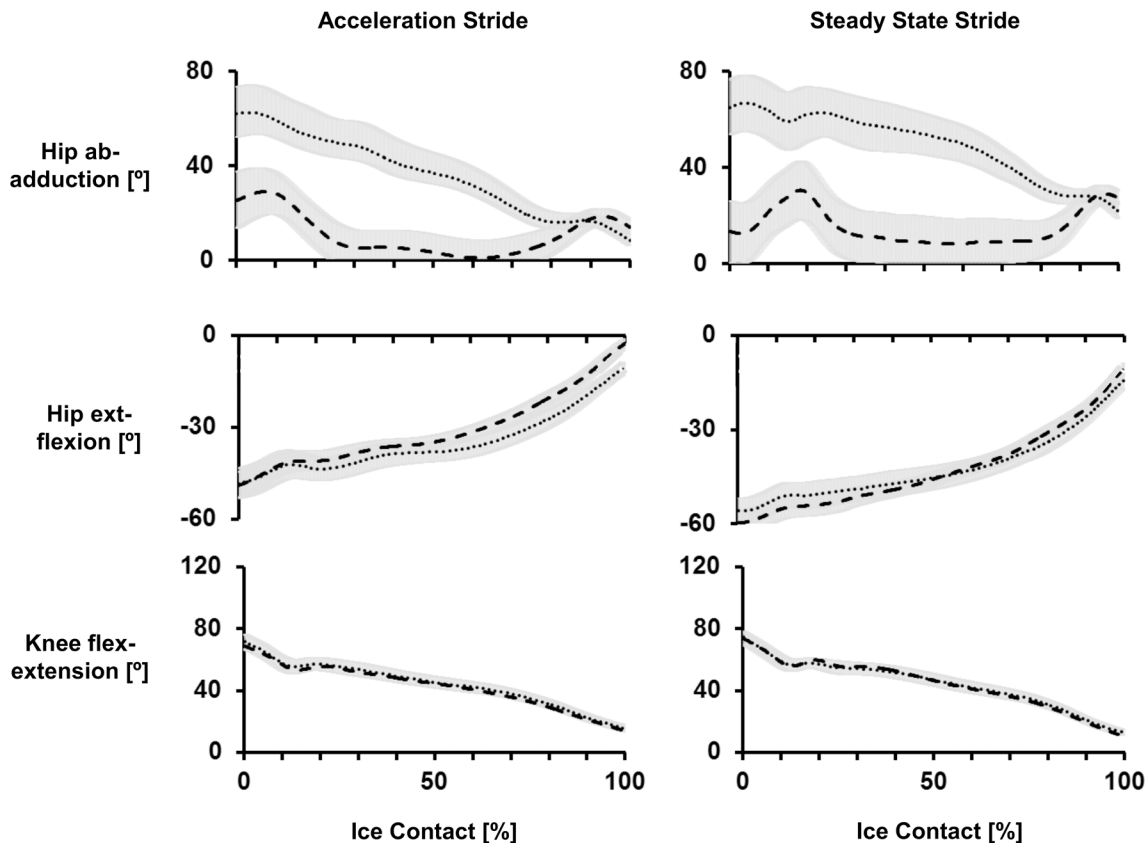 Acceleration Stride
Steady State Stride
Hip ab-
adduction [º]
80
40
0
80
40
0
Hip ext-
flexion [º]
0
-30
-60
0
-30
-60
Knee flex-
extension [º]
120
80
40
0
120
80
40
0
0
50
100
0
50
100
Ice Contact [%]
Ice Contact [%]